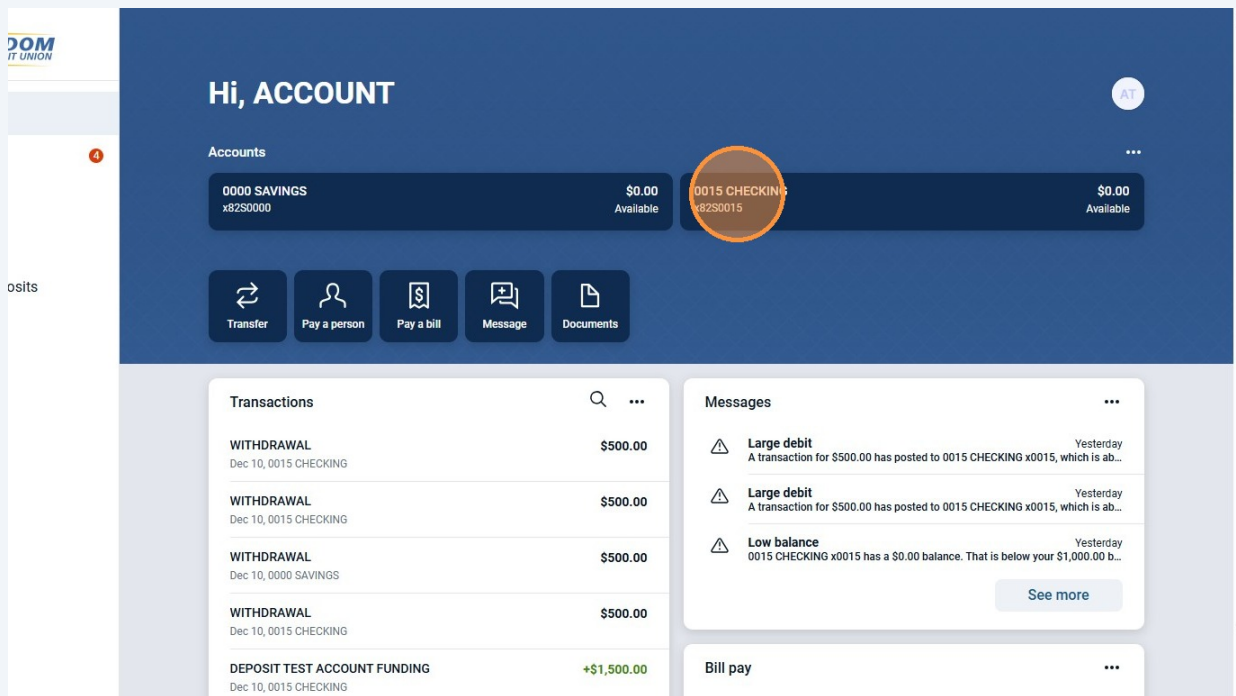 DOM
IT UNION
4
osits
Hi, ACCOUNT
AT
Accounts
0000 SAVINGS
$0.00
x82S0000
Available
0015 CHECKING
$0.00
x82S0015
Available
Transfer
Pay a person
Pay a bill
Message
Documents
Transactions
WITHDRAWAL
$500.00
Dec 10, 0015 CHECKING
WITHDRAWAL
$500.00
Dec 10, 0015 CHECKING
WITHDRAWAL
$500.00
Dec 10, 0000 SAVINGS
WITHDRAWAL
$500.00
Dec 10, 0015 CHECKING
DEPOSIT TEST ACCOUNT FUNDING
+$1,500.00
Dec 10, 0015 CHECKING
Messages
Large debit
Yesterday
A transaction for $500.00 has posted to 0015 CHECKING x0015, which is ab...
Large debit
Yesterday
A transaction for $500.00 has posted to 0015 CHECKING x0015, which is ab...
Low balance
Yesterday
0015 CHECKING x0015 has a $0.00 balance. That is below your $1,000.00 b...
See more
Bill pay